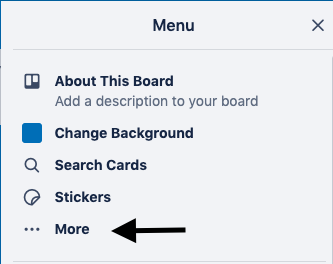 Menu
About This Board
Add a description to your board
Change Background
Search Cards
Stickers
More